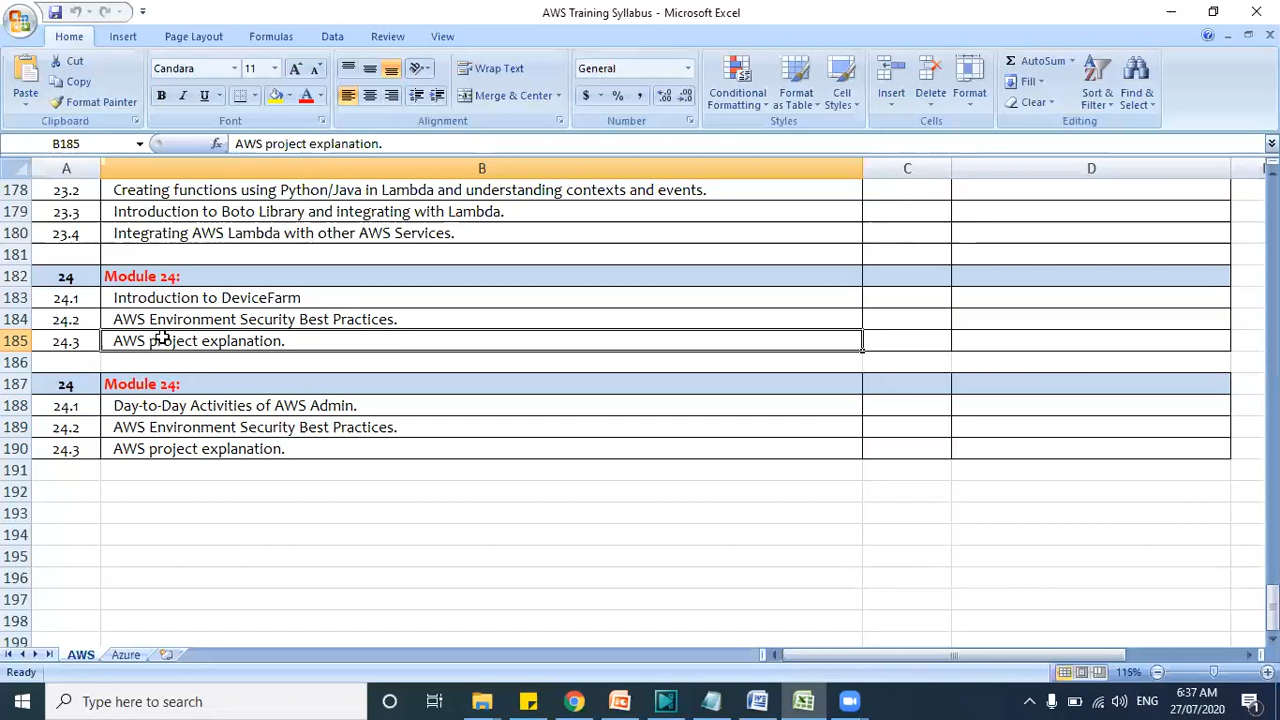 AWS Training Syllabus - Microsoft Excel
Home Insert Page Layout Formulas Data Review View
Paste Cut Copy Format Painter Clipboard
Candara 11 B I U A A A Font
Wrap Text Merge & Center Alignment
General $ % , Number
Conditional Formatting Format as Table Cell Styles Styles
Insert Delete Format Cells
Σ AutoSum Fill Clear Sort & Filter Find & Select Editing
B185 fx AWS project explanation.
A B C D
178 23.2 Creating functions using Python/Java in Lambda and understanding contexts and events.
179 23.3 Introduction to Boto Library and integrating with Lambda.
180 23.4 Integrating AWS Lambda with other AWS Services.
181
182 24 Module 24:
183 24.1 Introduction to DeviceFarm
184 24.2 AWS Environment Security Best Practices.
185 24.3 AWS project explanation.
186
187 24 Module 24:
188 24.1 Day-to-Day Activities of AWS Admin.
189 24.2 AWS Environment Security Best Practices.
190 24.3 AWS project explanation.
191
192
193
194
195
196
197
198
199
AWS Azure
Ready 115%
Type here to search ENG 6:37 AM
27/07/2020